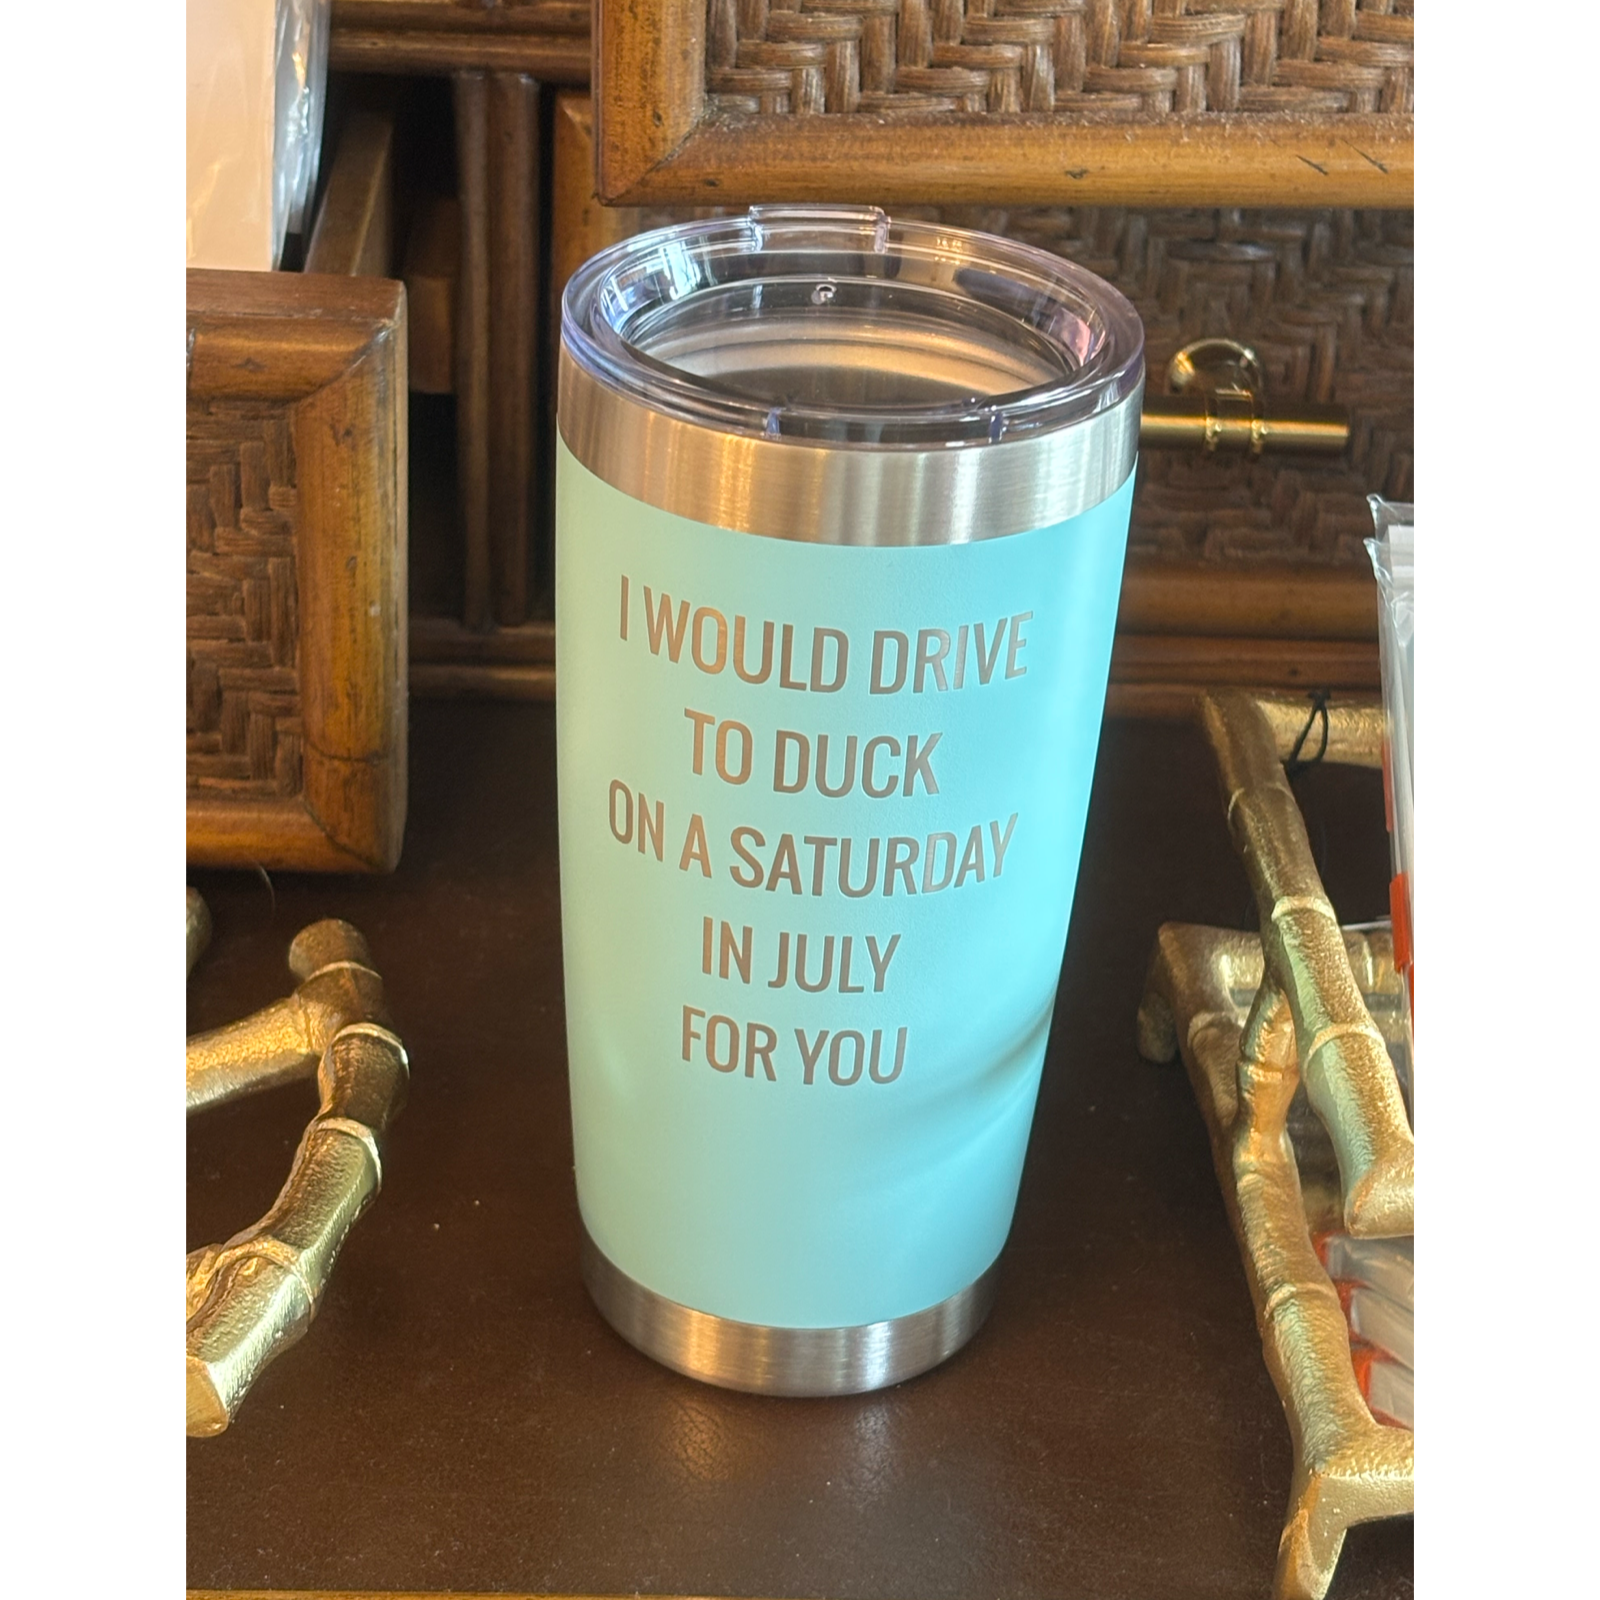 I WOULD DRIVE
TO DUCK
ON A SATURDAY
IN JULY
FOR YOU